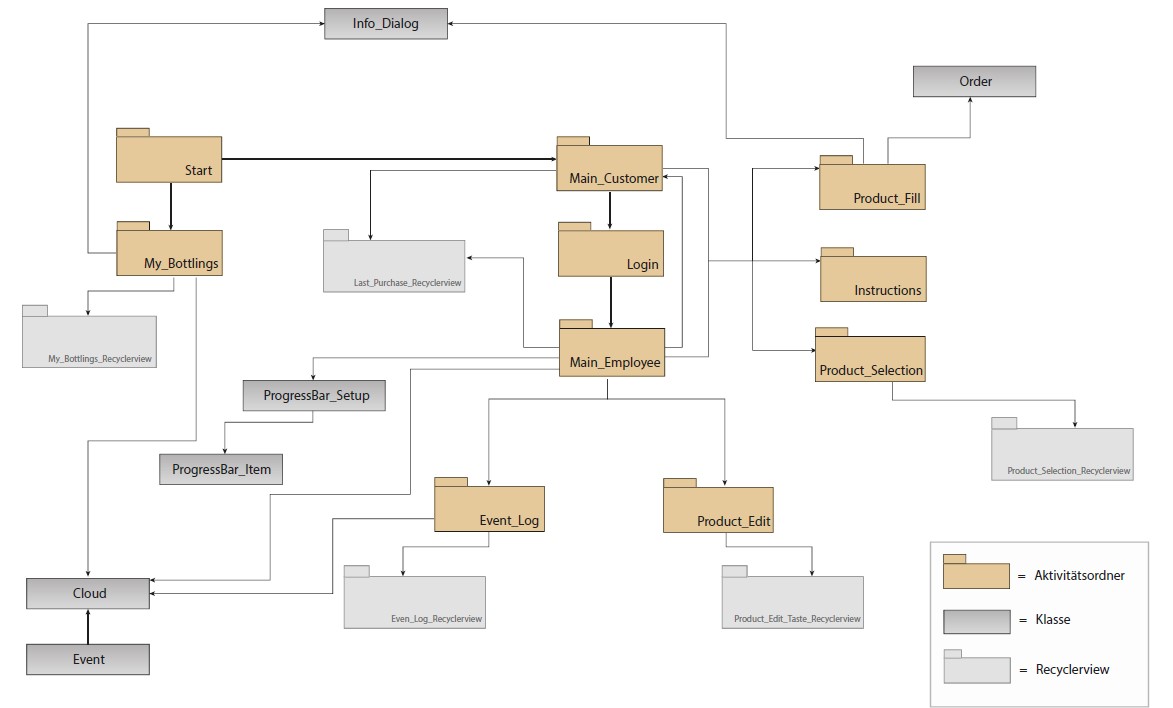 Info_Dialog
Order
Start
Main_Customer
Product_Fill
My_Bottlings
Last_Purchase_Recyclerview
Login
Instructions
My_Bottlings_Recyclerview
Main_Employee
Product_Selection
ProgressBar_Setup
ProgressBar_Item
Product_Selection_Recyclerview
Event_Log
Product_Edit
Cloud
Even_Log_Recyclerview
Product_Edit_Taste_Recyclerview
Event
= Aktivitätsordner
= Klasse
= Recyclerview